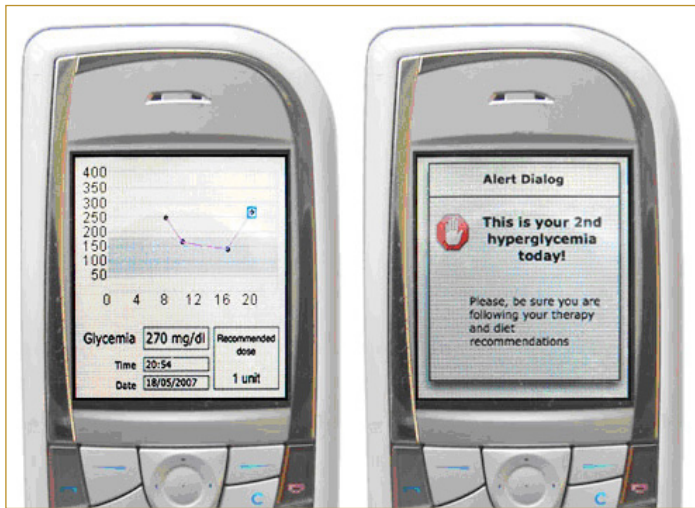 400
350
300
250
200
150
100
50
0 4 8 12 16 20
Glycemia 270 mg/dl
Time 20:54
Date 18/05/2007
Recommended
dose
1 unit
C
Alert Dialog
This is your 2nd
hyperglycemia
today!
Please, be sure you are
following your therapy
and diet
recommendations
C